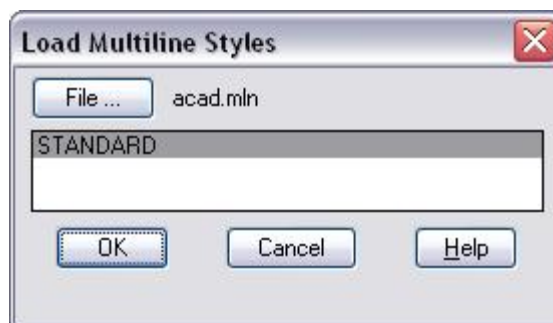 Load Multiline Styles
File ... acad.mln
STANDARD
OK Cancel Help